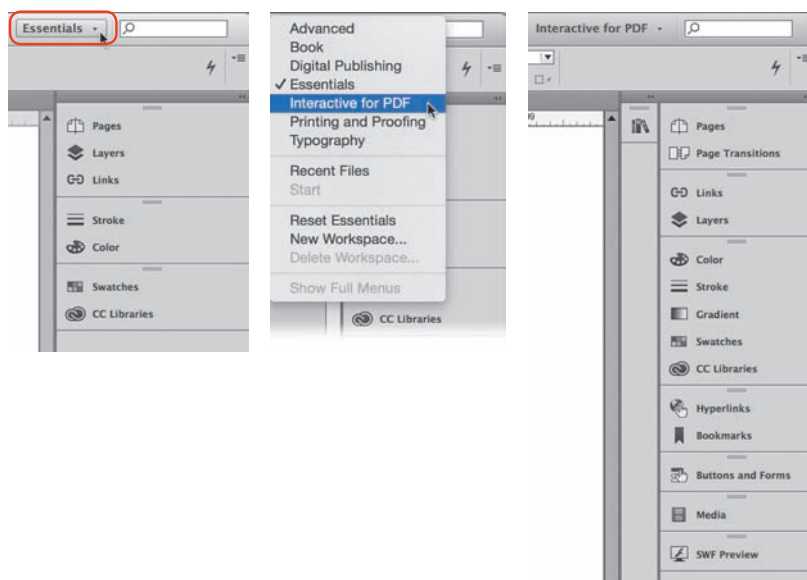 Essentials
Pages
Layers
Links
Stroke
Color
Swatches
CC Libraries
Advanced
Book
Digital Publishing
✓ Essentials
Interactive for PDF
Printing and Proofing
Typography
Recent Files
Start
Reset Essentials
New Workspace...
Delete Workspace...
Show Full Menus
CC Libraries
Interactive for PDF
Pages
Page Transitions
Links
Layers
Color
Stroke
Gradient
Swatches
CC Libraries
Hyperlinks
Bookmarks
Buttons and Forms
Media
SWF Preview